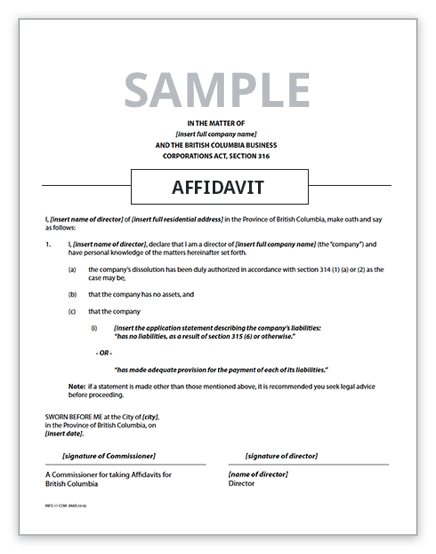 SAMPLE
IN THE MATTER OF
[insert full company name]
AND THE BRITISH COLUMBIA BUSINESS
CORPORATIONS ACT, SECTION 316
AFFIDAVIT
I, [insert name of director] of [insert full residential address] in the Province of British Columbia, make oath and say
as follows:
1. I, [insert name of director], declare that I am a director of [insert full company name] (the “company”) and
have personal knowledge of the matters hereinafter set forth.
(a) the company’s dissolution has been duly authorized in accordance with section 314 (1) (a) or (2) as the
case may be,
(b) that the company has no assets, and
(c) that the company
(i) [insert the application statement describing the company’s liabilities:
“has no liabilities, as a result of section 315 (6) or otherwise.”
- OR -
“has made adequate provision for the payment of each of its liabilities.”
Note: if a statement is made other than those mentioned above, it is recommended you seek legal advice
before proceeding.
SWORN BEFORE ME at the City of [city],
in the Province of British Columbia, on
[insert date].
[signature of Commissioner] [signature of director]
A Commissioner for taking Affidavits for [name of director]
British Columbia Director